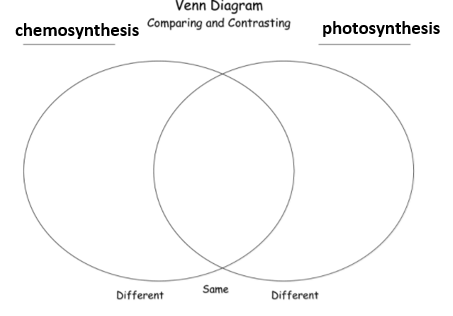 Venn Diagram
Comparing and Contrasting
chemosynthesis
photosynthesis
Different
Same
Different